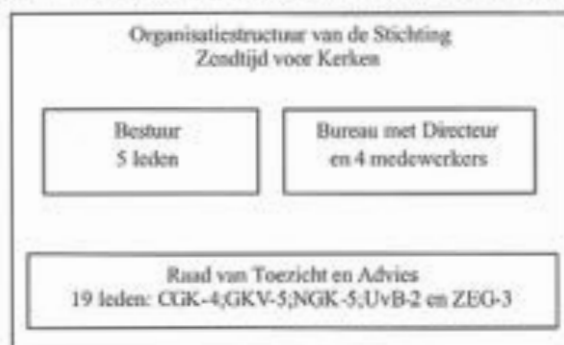 Organisatiestructuur van de Stichting
Zendtijd voor Kerken
Bestuur
5 leden
Bureau met Directeur
en 4 medewerkers
Raad van Toezicht en Advies
19 leden: CGK-4;GKV-5;NGK-5;UvB-2 en ZEG-3